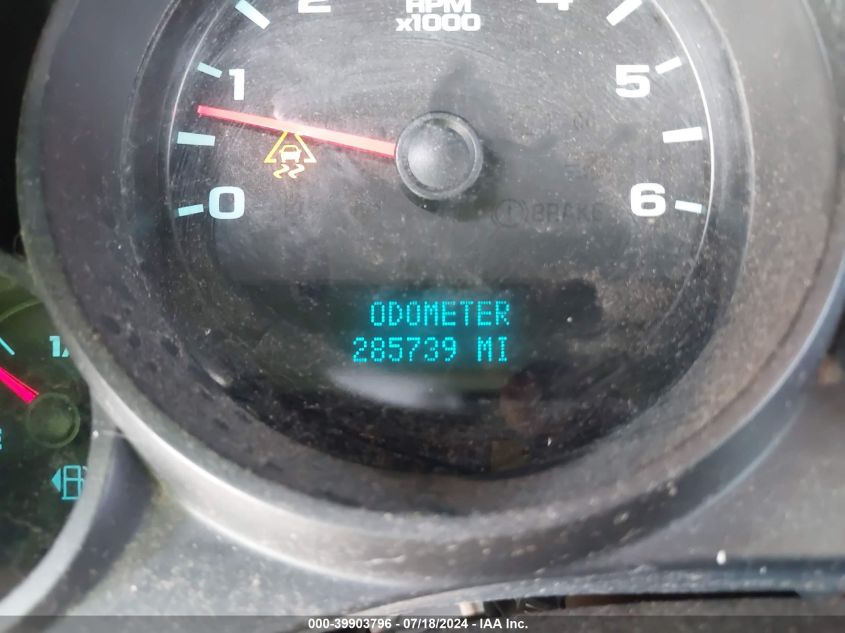 2
RPM
x1000
4
1
5
0
BRAKE
6
ODOMETER
285739 MI
000-39903796 - 07/18/2024 - IAA Inc.